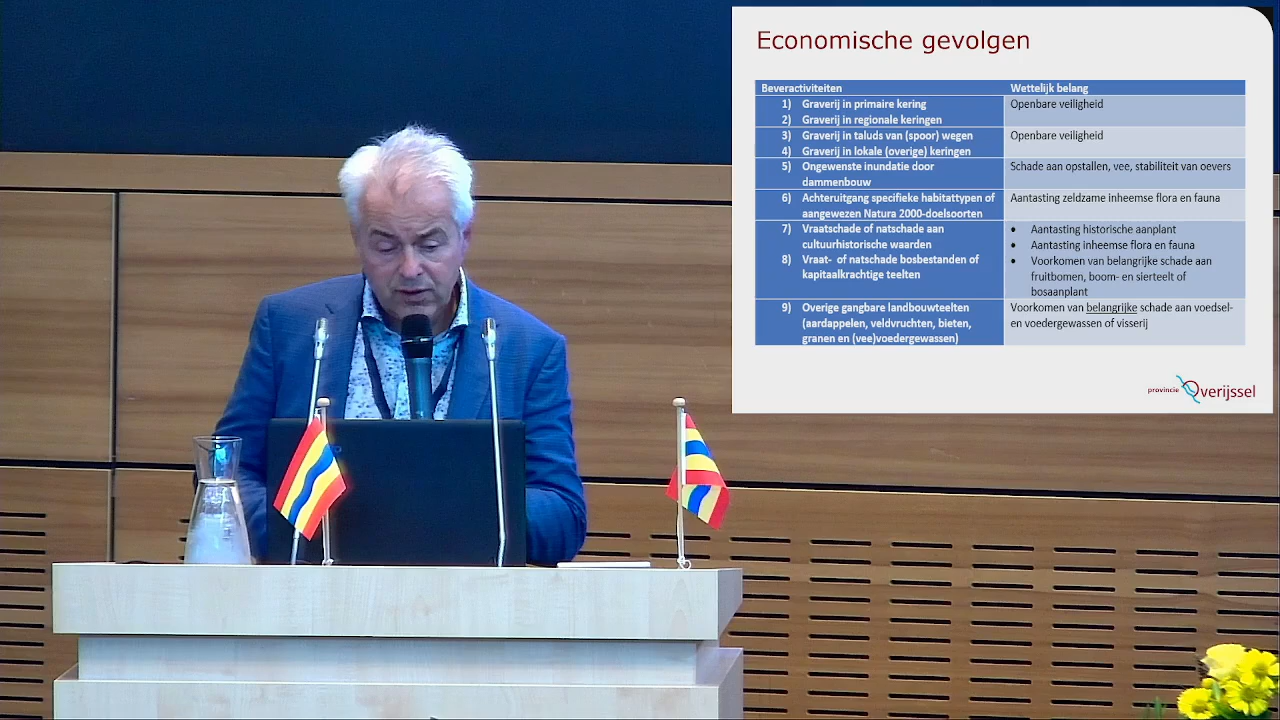 Economische gevolgen
Beveractiviteiten Wettelijk belang
1) Graverij in primaire kering Openbare veiligheid
2) Graverij in regionale keringen
3) Graverij in taluds van (spoor) wegen Openbare veiligheid
4) Graverij in lokale (overige) keringen
5) Ongewenste inundatie door Schade aan opstallen, vee, stabiliteit van oevers
dammenbouw
6) Achteruitgang specifieke habitattypen of Aantasting zeldzame inheemse flora en fauna
aangewezen Natura 2000-doelsoorten
7) Vraatschade of natschade aan
cultuurhistorische waarden
8) Vraat- of natschade bosbestanden of
kapitaalkrachtige teelten
• Aantasting historische aanplant
• Aantasting inheemse flora en fauna
• Voorkomen van belangrijke schade aan
fruitbomen, boom- en sierteelt of
bosaanplant
9) Overige gangbare landbouwteelten
(aardappelen, veldvruchten, bieten,
granen en (vee)voedergewassen)
Voorkomen van belangrijke schade aan voedsel-
en voedergewassen of visserij
provincie Overijssel